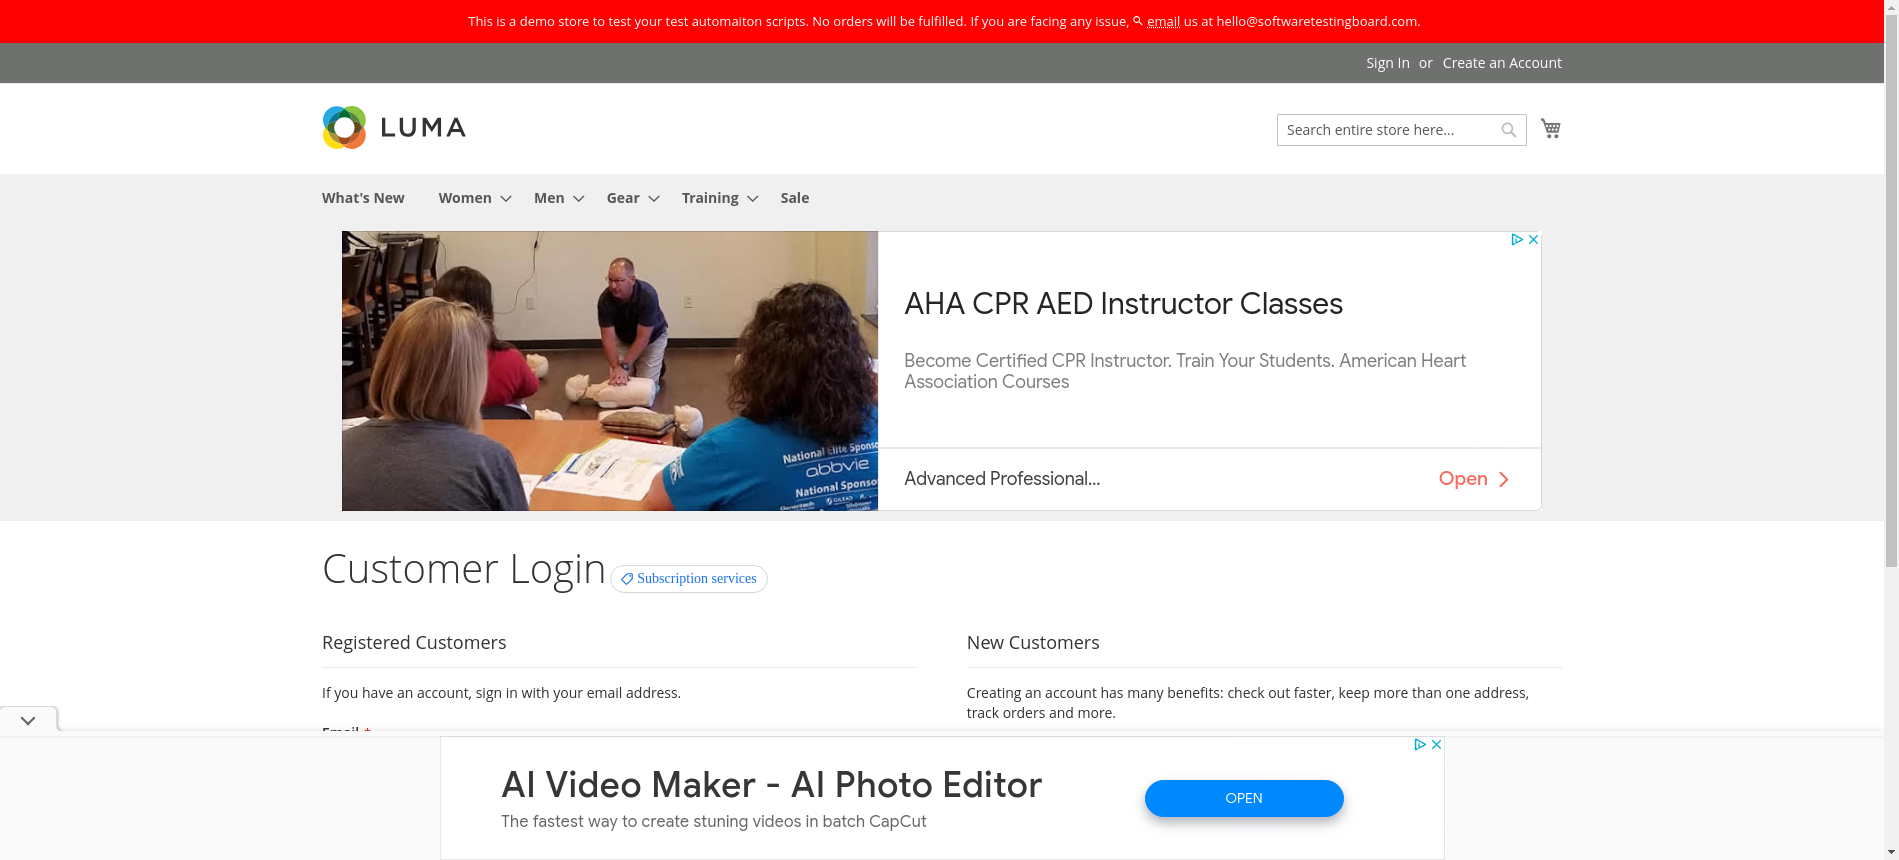 This is a demo store to test your test automaiton scripts. No orders will be fulfilled. If you are facing any issue, email us at hello@softwaretestingboard.com.
Sign In or Create an Account
LUMA
Search entire store here...
What's New Women Men Gear Training Sale
AHA CPR AED Instructor Classes
Become Certified CPR Instructor. Train Your Students. American Heart
Association Courses
National Elite Sponso
abbvie
National Sponso
GILEAD
Advanced Professional...
Open
Customer Login
Subscription services
Registered Customers
If you have an account, sign in with your email address.
Email *
New Customers
Creating an account has many benefits: check out faster, keep more than one address,
track orders and more.
AI Video Maker - AI Photo Editor
The fastest way to create stuning videos in batch CapCut
OPEN